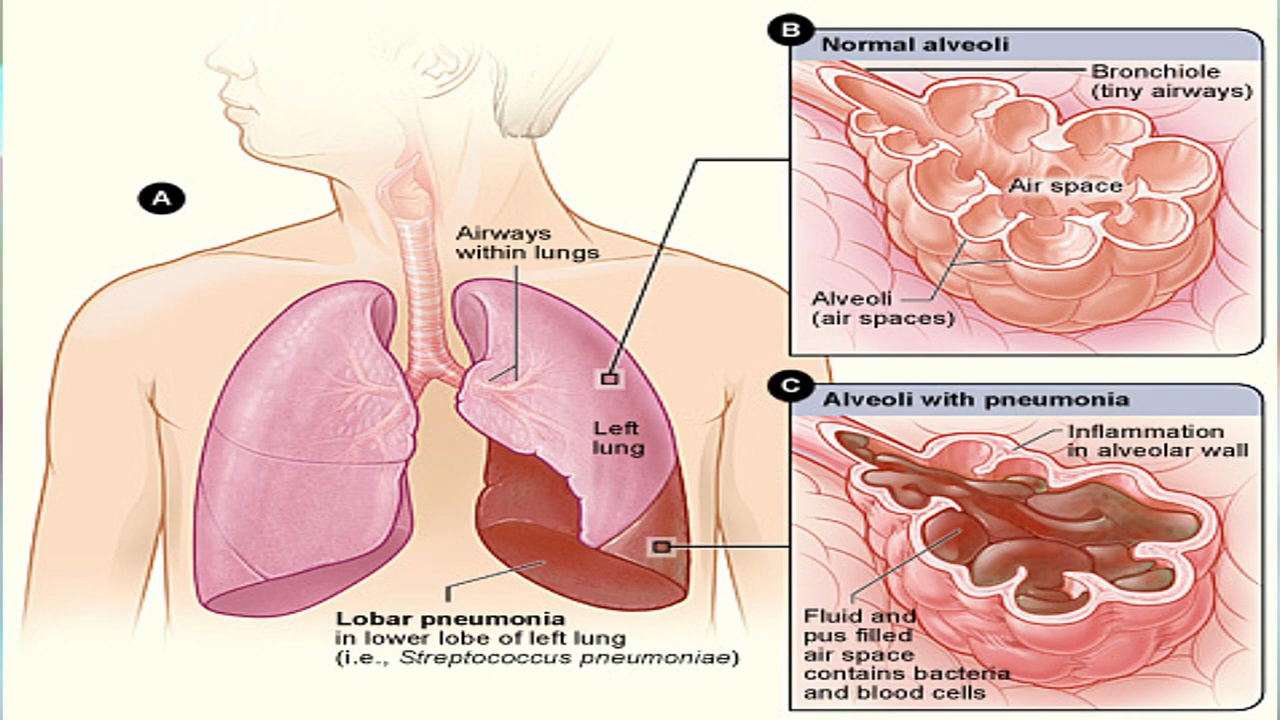 A
Airways
within lungs
Left
lung
Lobar pneumonia
in lower lobe of left lung
(i.e., Streptococcus pneumoniae)
B
Normal alveoli
Bronchiole
(tiny airways)
Air space
Alveoli
(air spaces)
C
Alveoli with pneumonia
Inflammation
in alveolar wall
Fluid and
pus filled
air space
contains bacteria
and blood cells